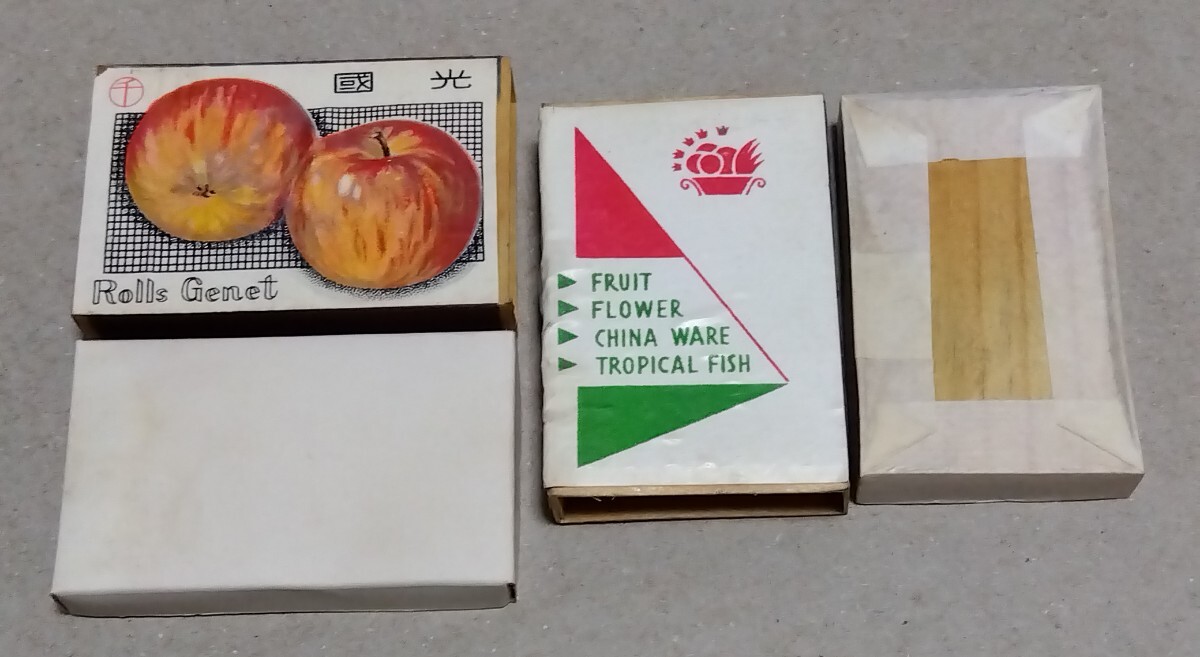 千
國光
Rolls Genet
FRUIT
FLOWER
CHINA WARE
TROPICAL FISH